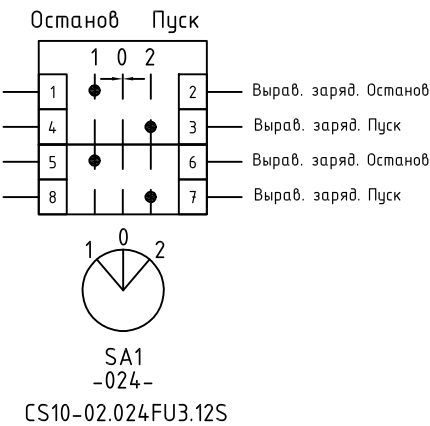 Останов Пуск
1 0 2
1 2 Вырав. заряд. Останов
4 3 Вырав. заряд. Пуск
5 6 Вырав. заряд. Останов
8 7 Вырав. заряд. Пуск
1 0 2
SA1
-024-
CS10-02.024FU3.12S